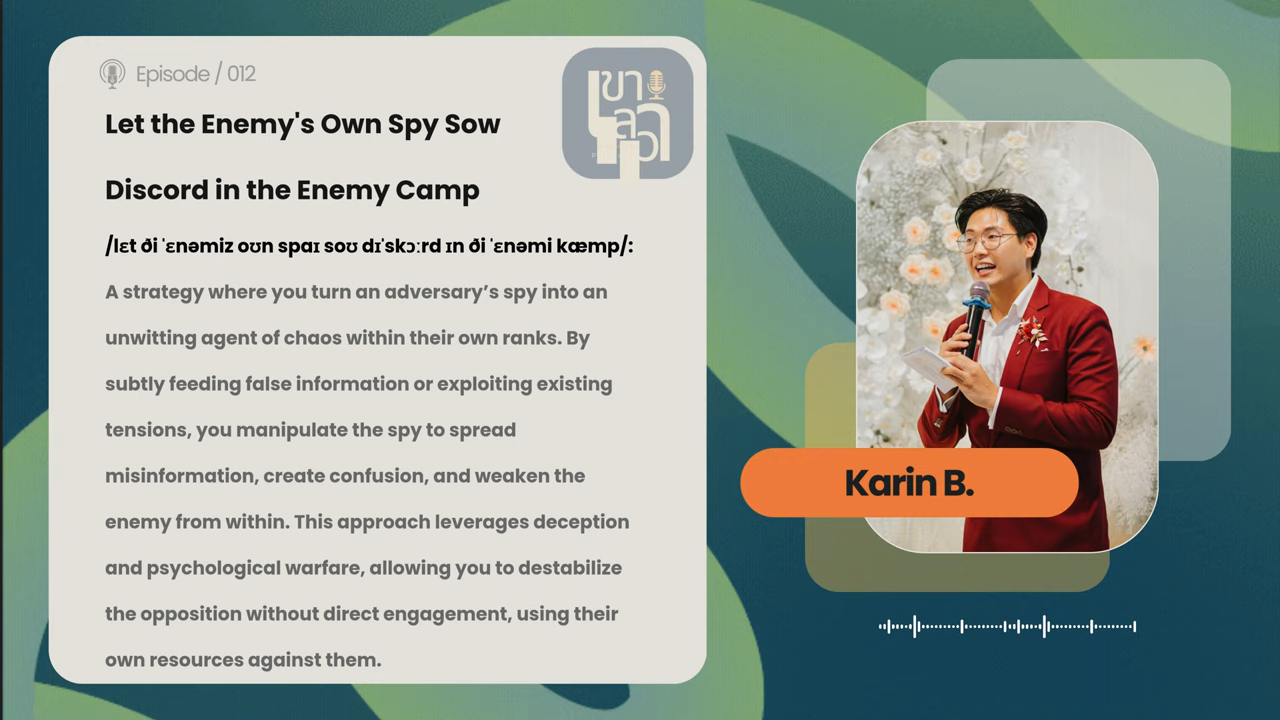 Episode / 012
Let the Enemy's Own Spy Sow
Discord in the Enemy Camp
/lɛt ði ˈɛnəmiz oʊn spaɪ soʊ dɪˈskɔːrd ɪn ði ˈɛnəmi kæmp/:
A strategy where you turn an adversary’s spy into an
unwitting agent of chaos within their own ranks. By
subtly feeding false information or exploiting existing
tensions, you manipulate the spy to spread
misinformation, create confusion, and weaken the
enemy from within. This approach leverages deception
and psychological warfare, allowing you to destabilize
the opposition without direct engagement, using their
own resources against them.
Karin B.